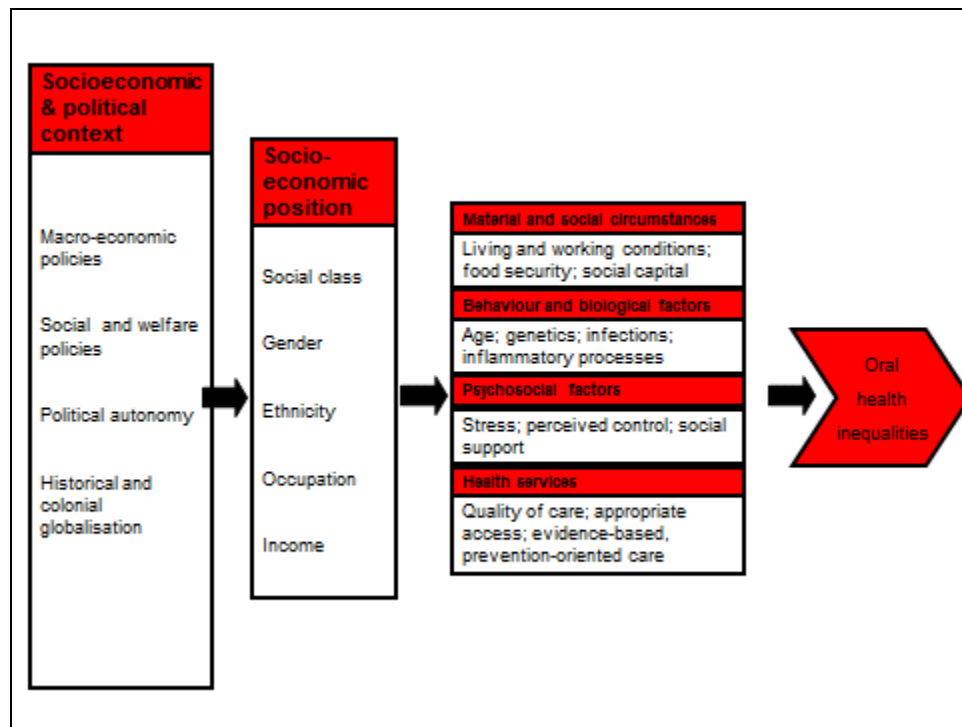 Socioeconomic
& political
context
Macro-economic
policies
Social and welfare
policies
Political autonomy
Historical and
colonial
globalisation
Socio-
economic
position
Social class
Gender
Ethnicity
Occupation
Income
Material and social circumstances
Living and working conditions;
food security; social capital
Behaviour and biological factors
Age; genetics; infections;
inflammatory processes
Psychosocial factors
Stress; perceived control; social
support
Health services
Quality of care; appropriate
access; evidence-based,
prevention-oriented care
Oral
health
inequalities